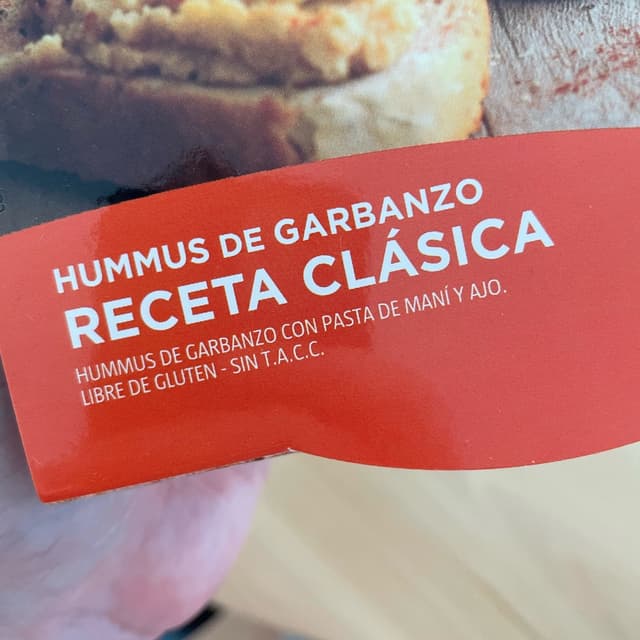 HUMMUS DE GARBANZO
RECETA CLÁSICA
HUMMUS DE GARBANZO CON PASTA DE MANÍ Y AJO.
LIBRE DE GLUTEN - SIN T.A.C.C.